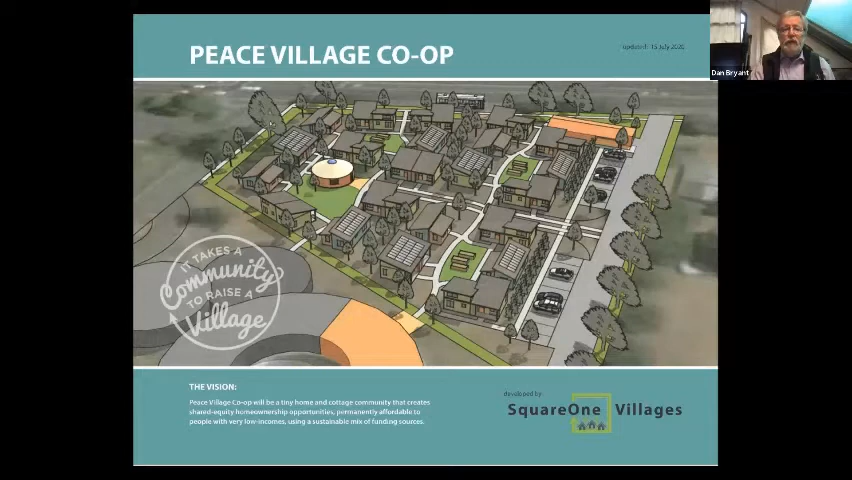 PEACE VILLAGE CO-OP
updated: 15 July 2020
Dan Bryant
IT TAKES A
Community
TO RAISE A
Village
THE VISION:
Peace Village Co-op will be a tiny home and cottage community that creates
shared-equity homeownership opportunities, permanently affordable to
people with very low-incomes, using a sustainable mix of funding sources.
developed by:
SquareOne Villages